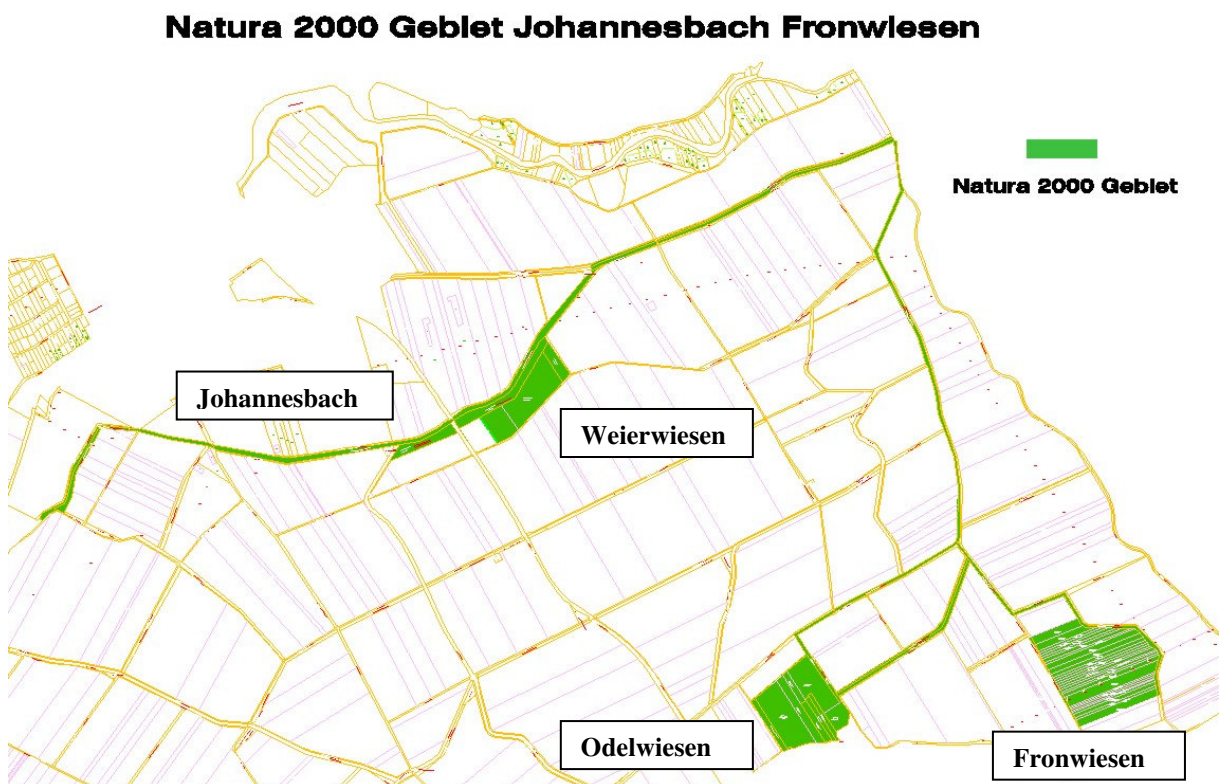 Natura 2000 Gebiet Johannesbach Fronwiesen
Natura 2000 Gebiet
Johannesbach
Weierwiesen
Odelwiesen
Fronwiesen